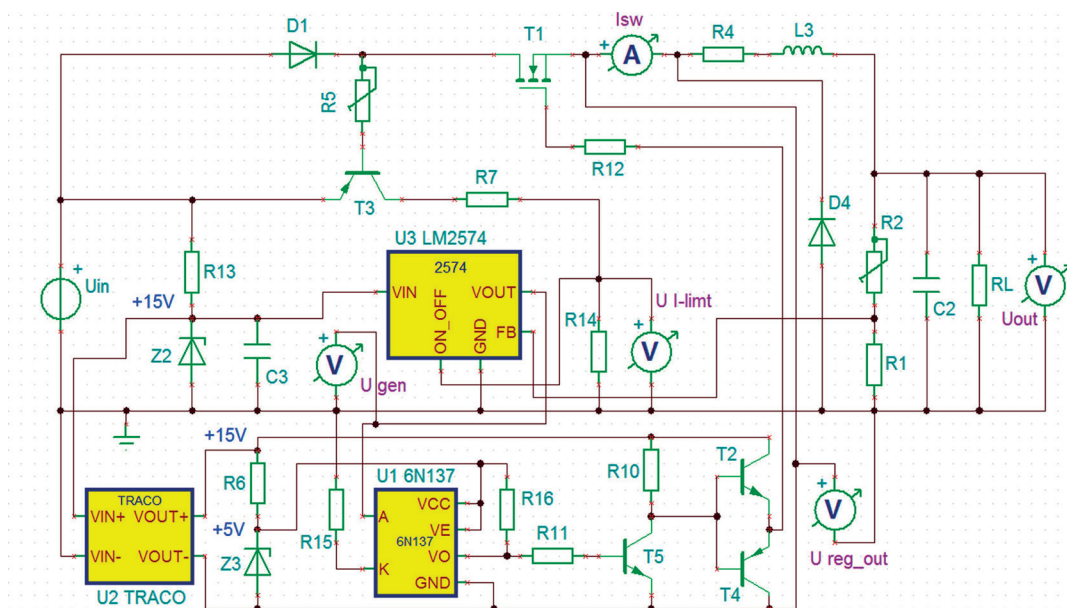 D1
T1
Isw
+
A
R4
L3
R5
R12
T3
R7
D4
R2
+
Uin
R13
U3 LM2574
2574
VIN
VOUT
ON_OFF
GND
FB
+15V
U I-limt
+
V
R14
C2
RL
+
V
Uout
Z2
C3
+
V
U gen
R1
+15V
TRACO
VIN+
VOUT+
VIN-
VOUT-
U2 TRACO
R6
+5V
Z3
R15
U1 6N137
6N137
A
K
VCC
VE
VO
GND
R16
R11
R10
T5
T2
T4
+
V
U reg_out